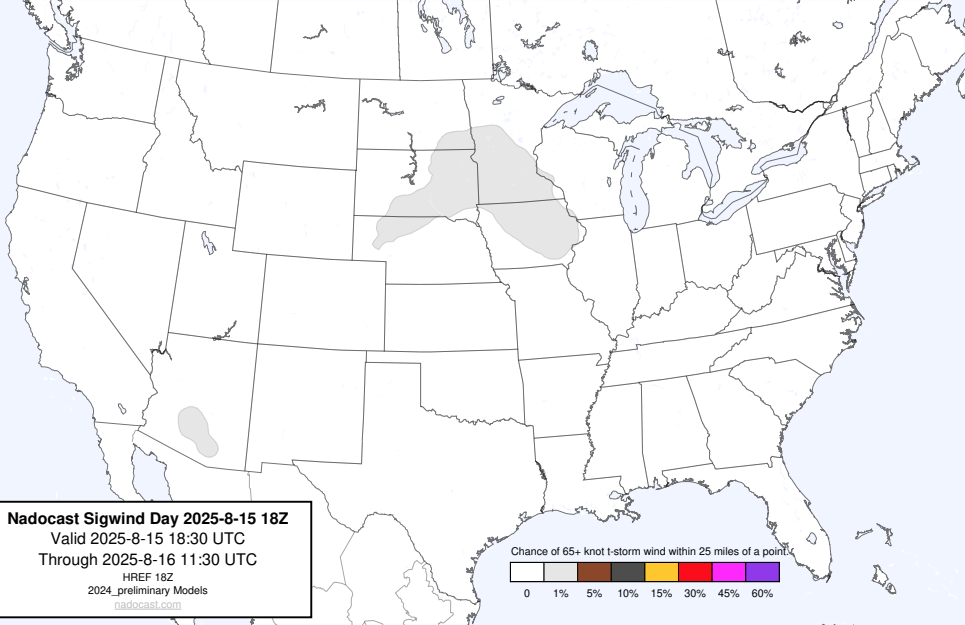 Nadocast Sigwind Day 2025-8-15 18Z
Valid 2025-8-15 18:30 UTC
Through 2025-8-16 11:30 UTC
HREF 18Z
2024_preliminary Models
nadocast.com
Chance of 65+ knot t-storm wind within 25 miles of a point.
0 1% 5% 10% 15% 30% 45% 60%